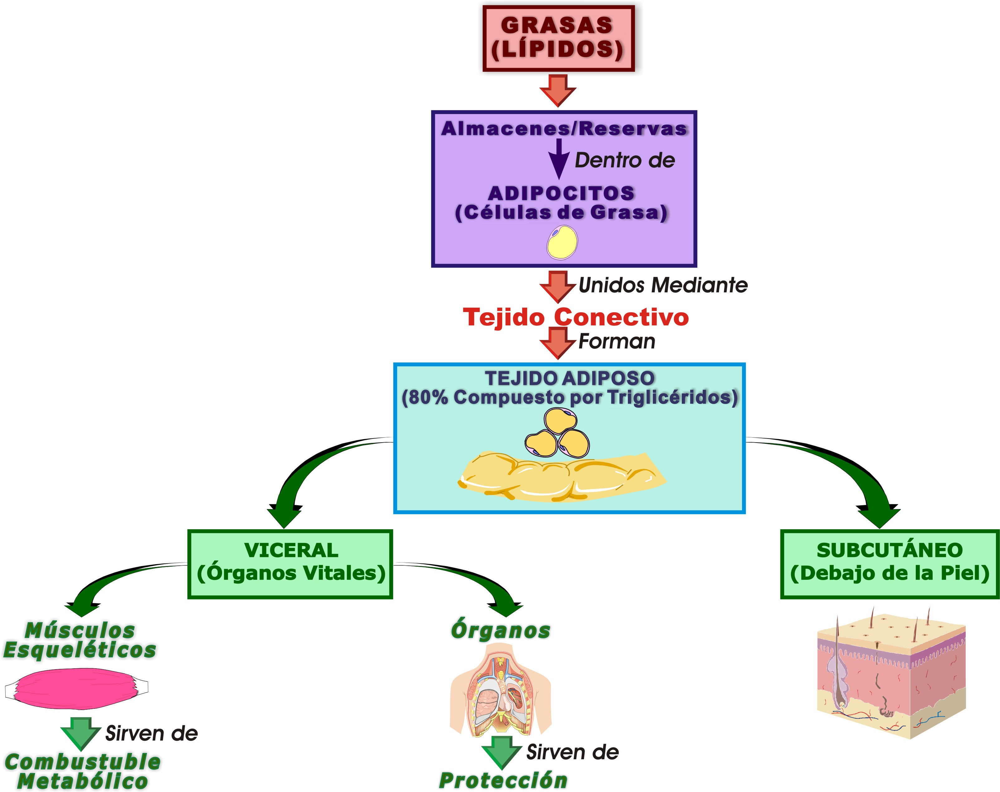 GRASAS
(LÍPIDOS)
Almacenes/Reservas
Dentro de
ADIPOCITOS
(Células de Grasa)
Unidos Mediante
Tejido Conectivo
Forman
TEJIDO ADIPOSO
(80% Compuesto por Triglicéridos)
VICERAL
(Órganos Vitales)
SUBCUTÁNEO
(Debajo de la Piel)
Músculos
Esqueléticos
Órganos
Sirven de
Combustuble
Metabólico
Sirven de
Protección